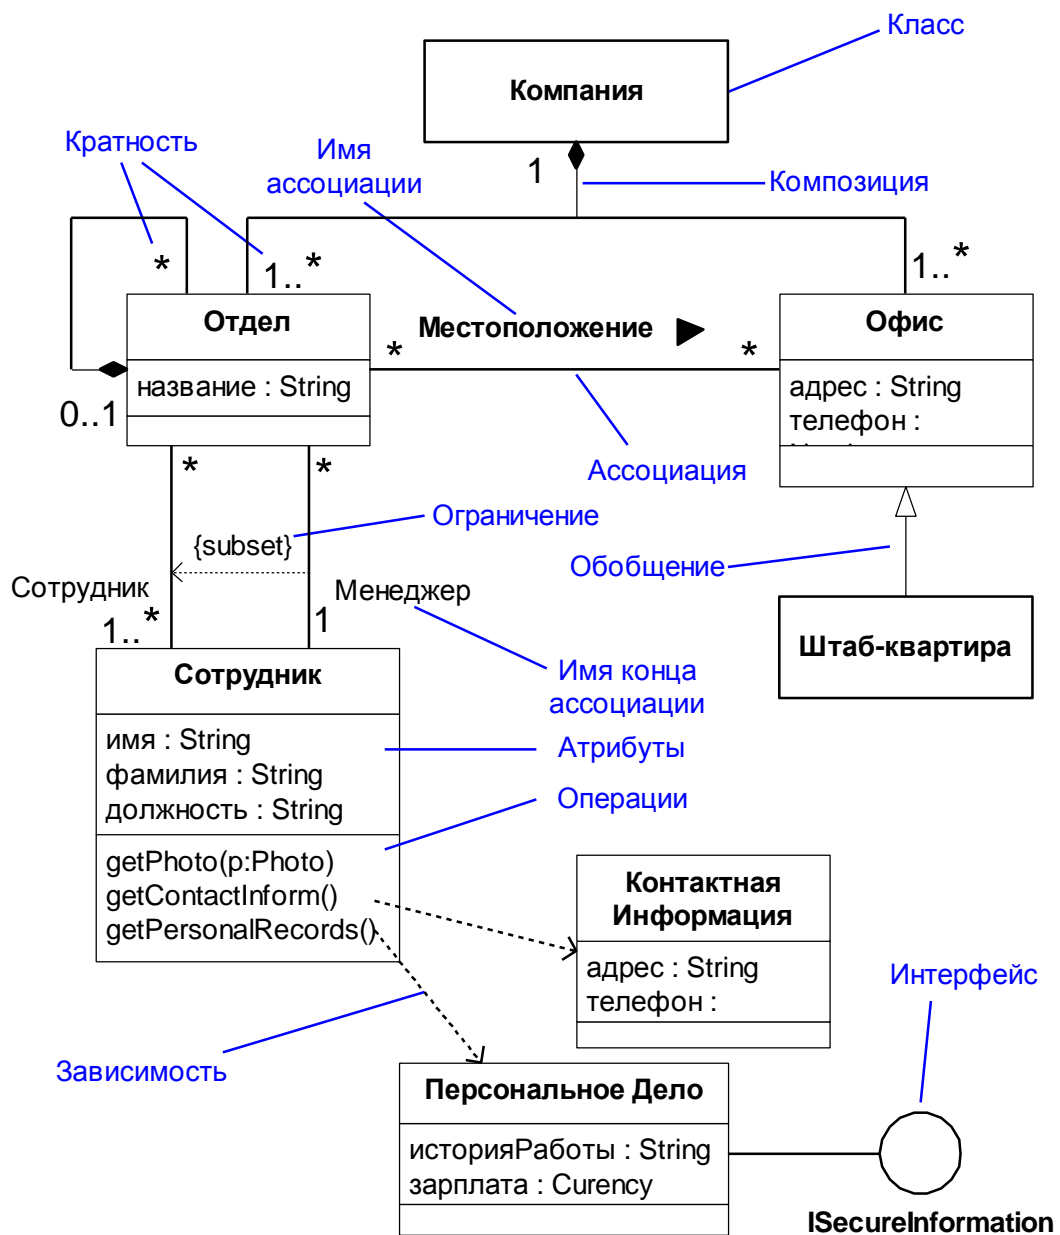 Класс
Компания
Кратность
Имя
ассоциации
1
Композиция
*
1..*
1..*
Отдел
Местоположение
Офис
*
*
название : String
адрес : String
телефон :
0..1
*
*
Ассоциация
Ограничение
{subset}
Обобщение
Сотрудник
Менеджер
1..*
1
Штаб-квартира
Сотрудник
Имя конца
ассоциации
имя : String
фамилия : String
должность : String
Атрибуты
Операции
getPhoto(p:Photo)
getContactInform()
getPersonalRecords()
Контактная
Информация
адрес : String
телефон :
Интерфейс
Зависимость
Персональное Дело
историяРаботы : String
зарплата : Curency
ISecureInformation